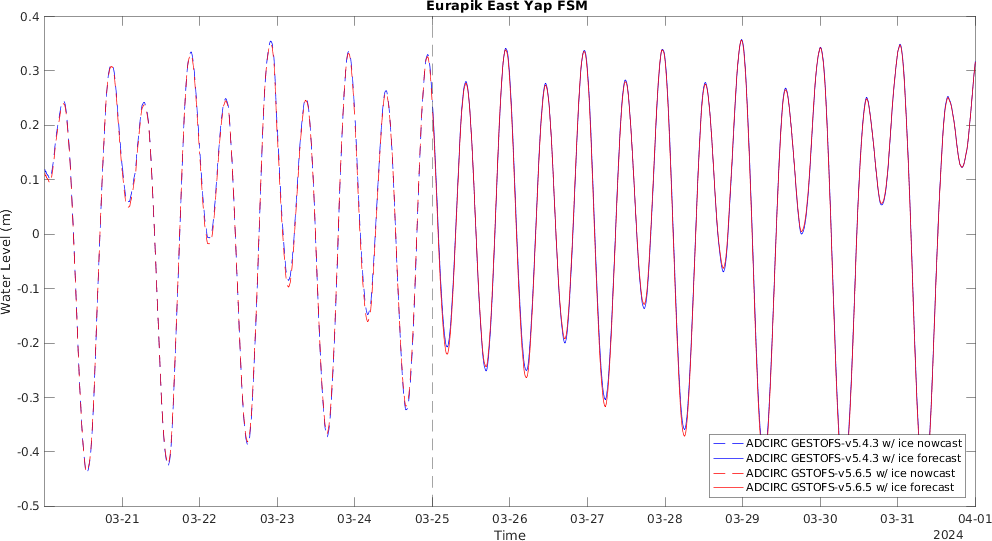 Eurapik East Yap FSM
0.4
0.3
0.2
0.1
0
-0.1
-0.2
-0.3
-0.4
-0.5
Water Level (m)
ADCIRC GESTOFS-v5.4.3 w/ ice nowcast
ADCIRC GESTOFS-v5.4.3 w/ ice forecast
ADCIRC GSTOFS-v5.6.5 w/ ice nowcast
ADCIRC GSTOFS-v5.6.5 w/ ice forecast
03-21 03-22 03-23 03-24 03-25 03-26 03-27 03-28 03-29 03-30 03-31 04-01
Time
2024